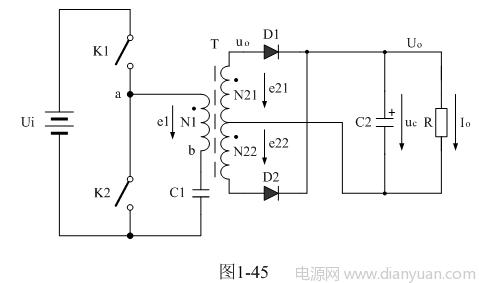 D1
T
uo
Uo
K1
a
e21
N21
Ui
e1
N1
C2
+
uc
R
Io
b
N22
e22
K2
C1
D2
图1-45
电源网 www.dianyuan.com